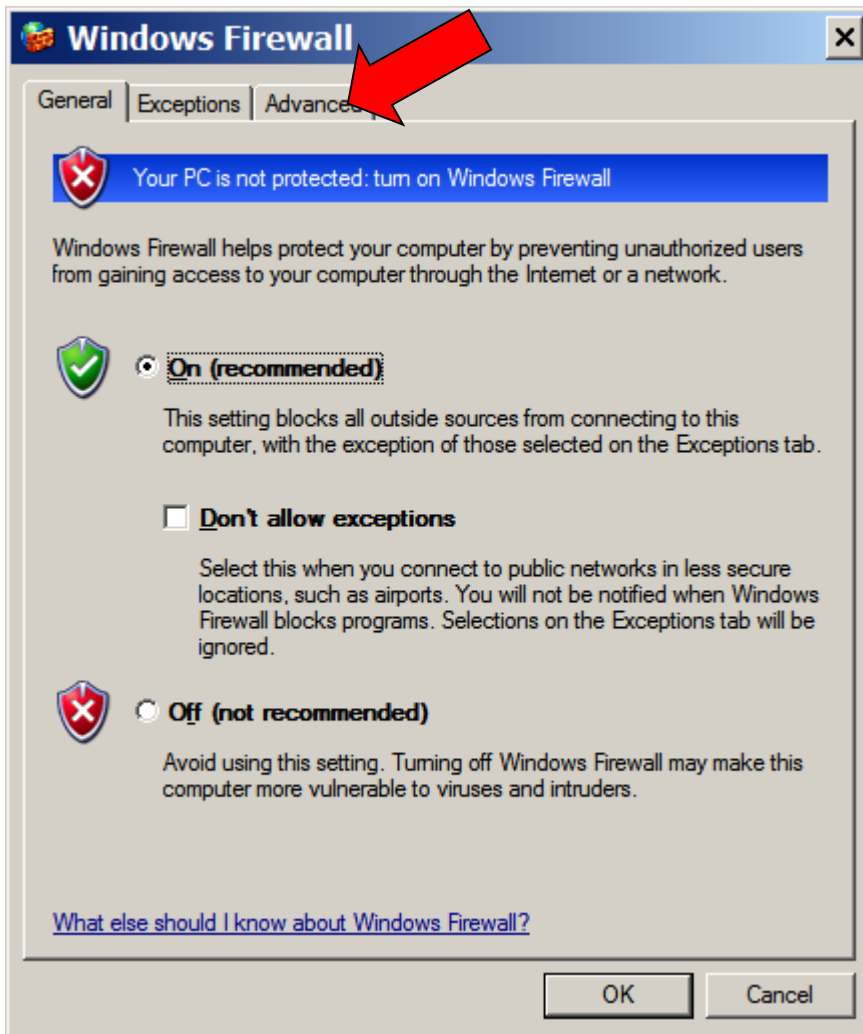 Windows Firewall
General Exceptions Advanced
Your PC is not protected: turn on Windows Firewall
Windows Firewall helps protect your computer by preventing unauthorized users
from gaining access to your computer through the Internet or a network.
On (recommended)
This setting blocks all outside sources from connecting to this
computer, with the exception of those selected on the Exceptions tab.
Don't allow exceptions
Select this when you connect to public networks in less secure
locations, such as airports. You will not be notified when Windows
Firewall blocks programs. Selections on the Exceptions tab will be
ignored.
Off (not recommended)
Avoid using this setting. Turning off Windows Firewall may make this
computer more vulnerable to viruses and intruders.
What else should I know about Windows Firewall?
OK Cancel